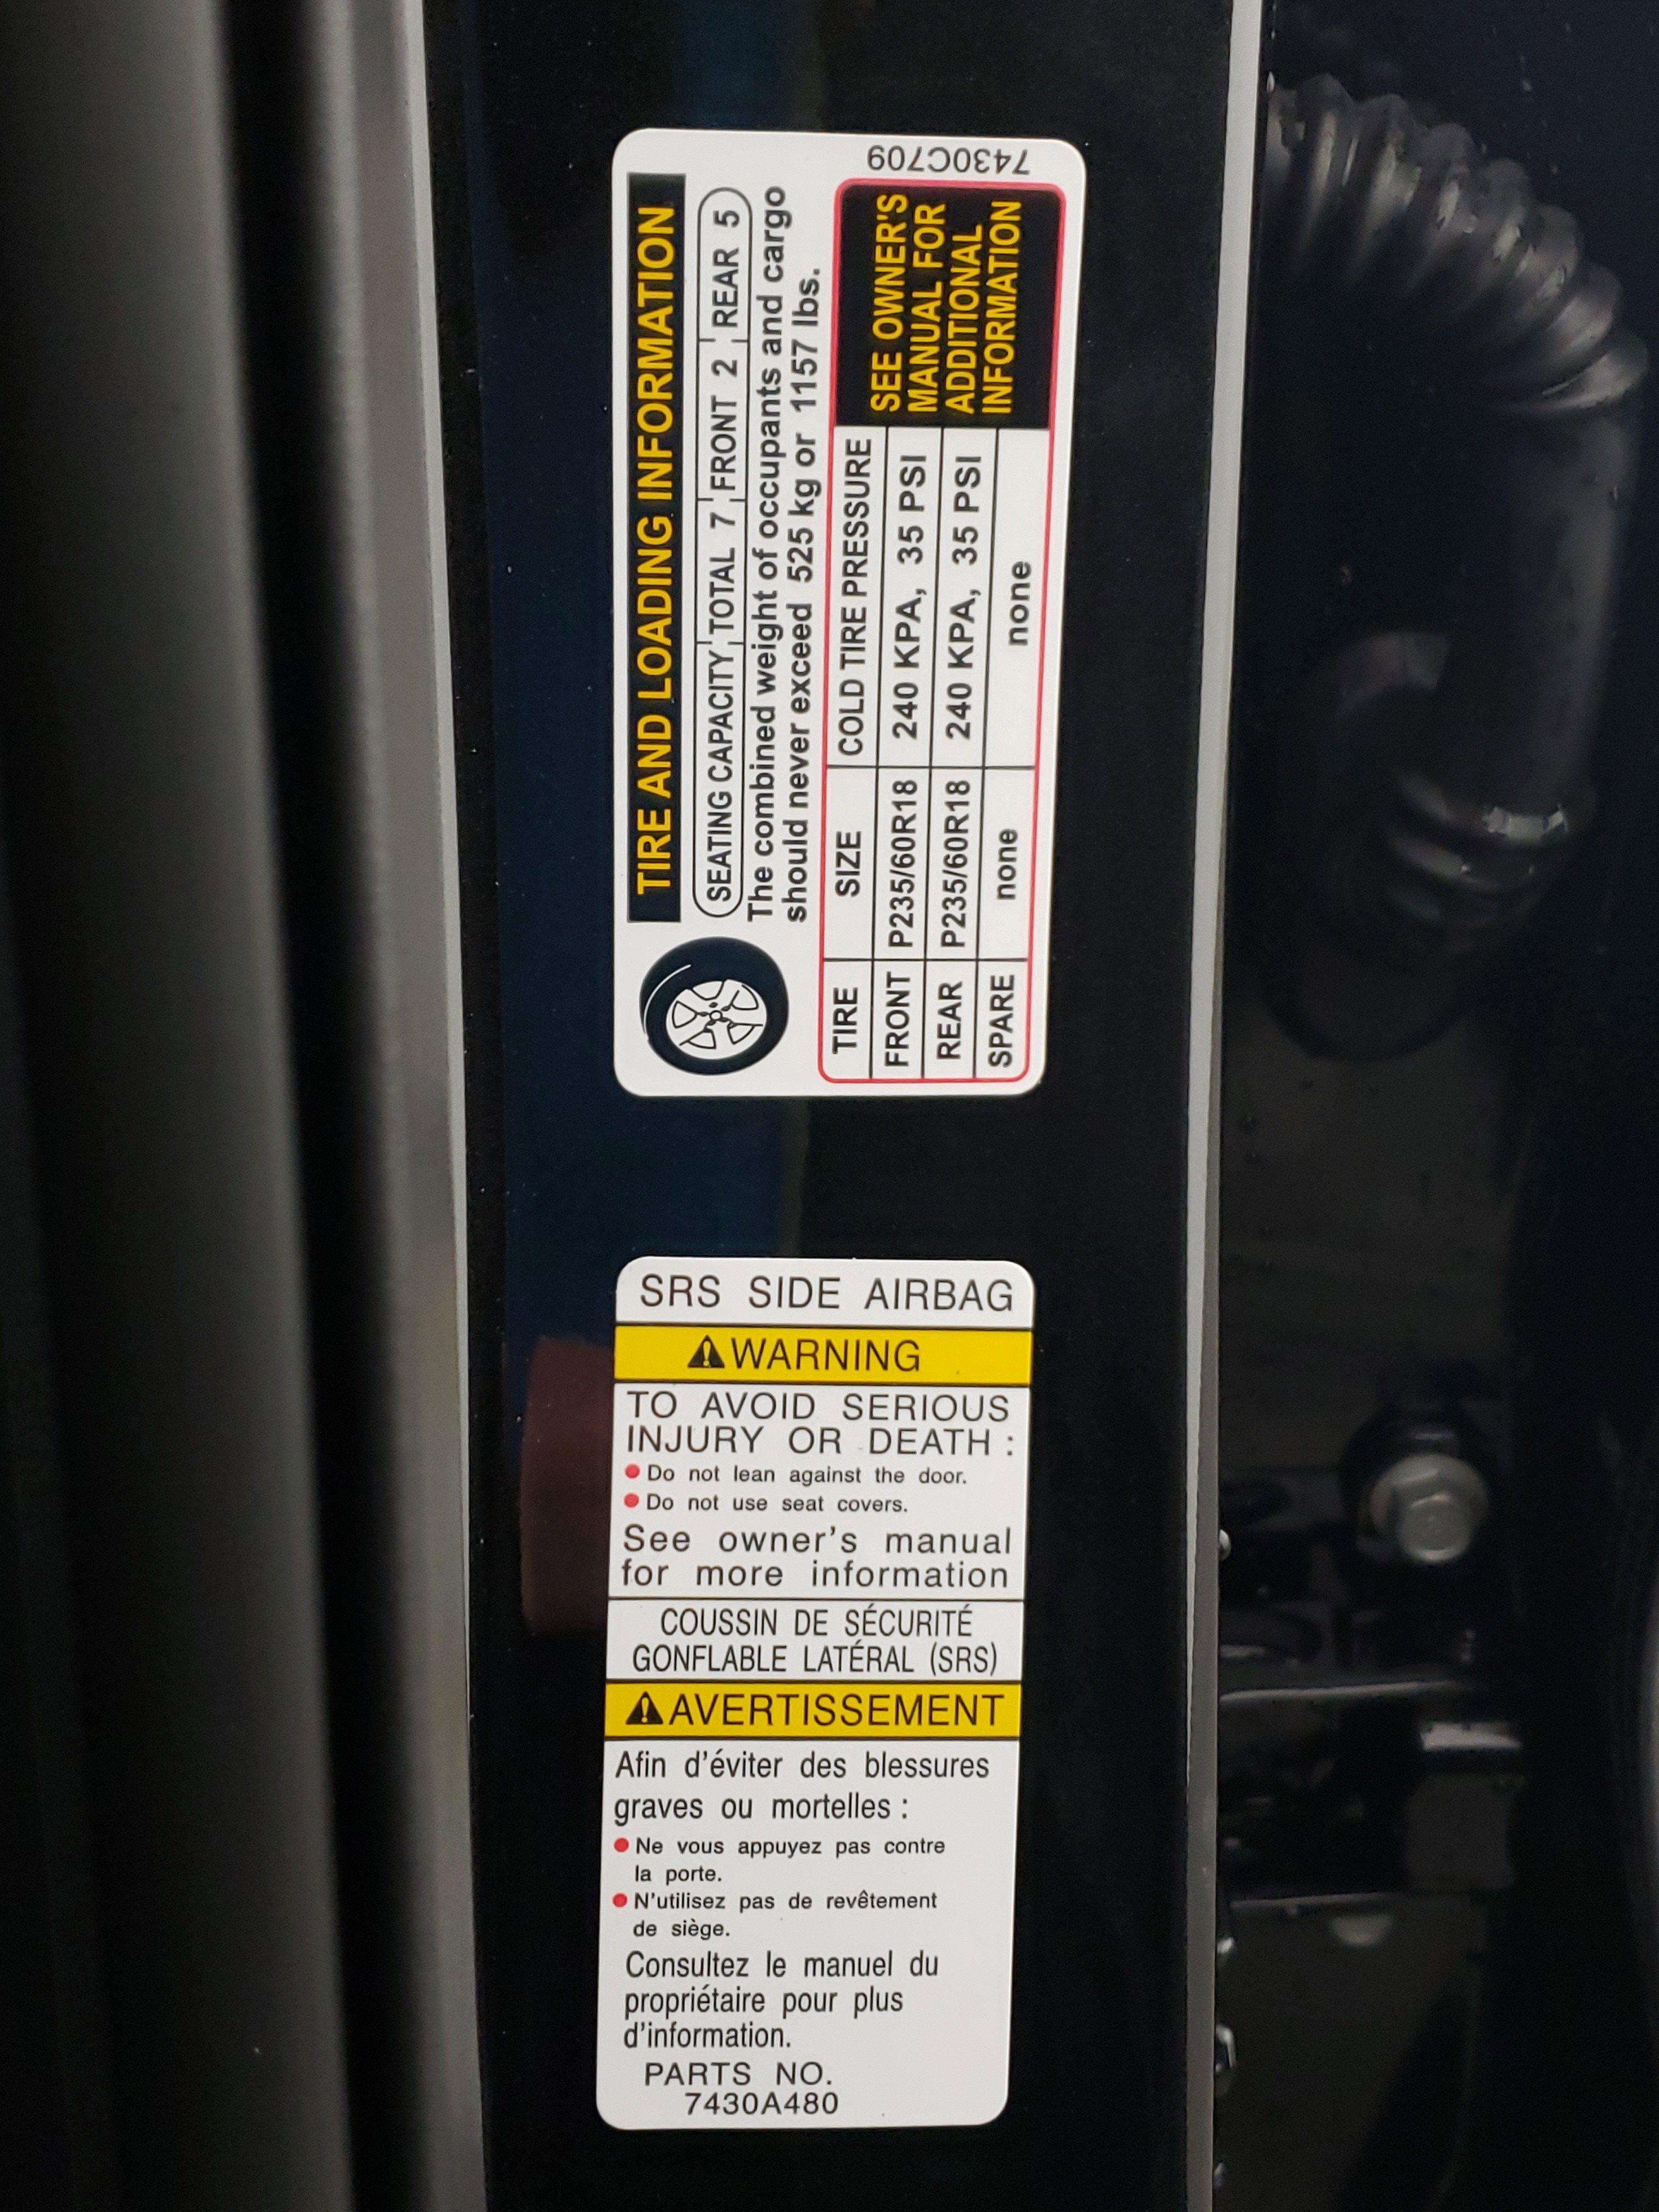 TIRE AND LOADING INFORMATION
SEATING CAPACITY TOTAL 7 FRONT 2 REAR 5
The combined weight of occupants and cargo
should never exceed 525 kg or 1157 lbs.
TIRE SIZE COLD TIRE PRESSURE
FRONT P235/60R18 240 KPA, 35 PSI
REAR P235/60R18 240 KPA, 35 PSI
SPARE none none
SEE OWNER'S
MANUAL FOR
ADDITIONAL
INFORMATION
7430C709
SRS SIDE AIRBAG
WARNING
TO AVOID SERIOUS
INJURY OR DEATH :
Do not lean against the door.
Do not use seat covers.
See owner's manual
for more information
COUSSIN DE SÉCURITÉ
GONFLABLE LATÉRAL (SRS)
AVERTISSEMENT
Afin d'éviter des blessures
graves ou mortelles :
Ne vous appuyez pas contre
la porte.
N'utilisez pas de revêtement
de siège.
Consultez le manuel du
propriétaire pour plus
d'information.
PARTS NO.
7430A480